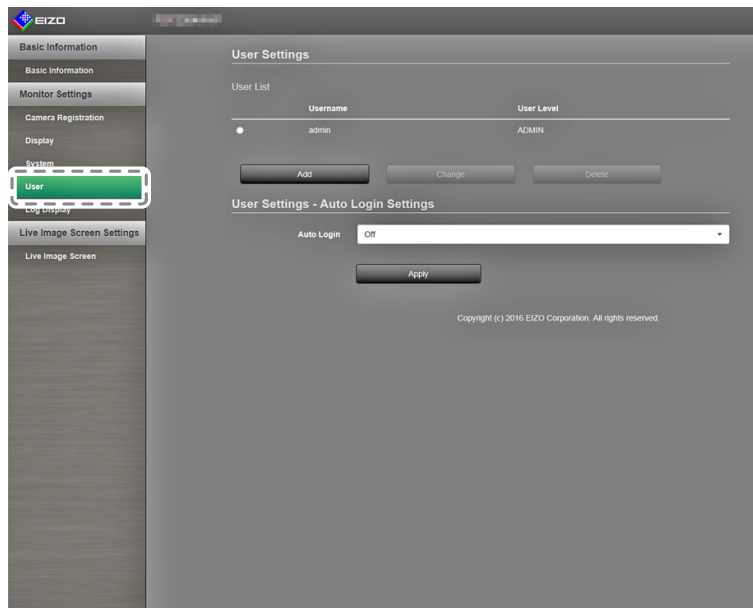 EIZO
Basic Information
Basic Information
Monitor Settings
Camera Registration
Display
System
User
Log Display
Live Image Screen Settings
Live Image Screen
User Settings
User List
Username User Level
admin ADMIN
Add Change Delete
User Settings - Auto Login Settings
Auto Login Off
Apply
Copyright (c) 2016 EIZO Corporation. All rights reserved.